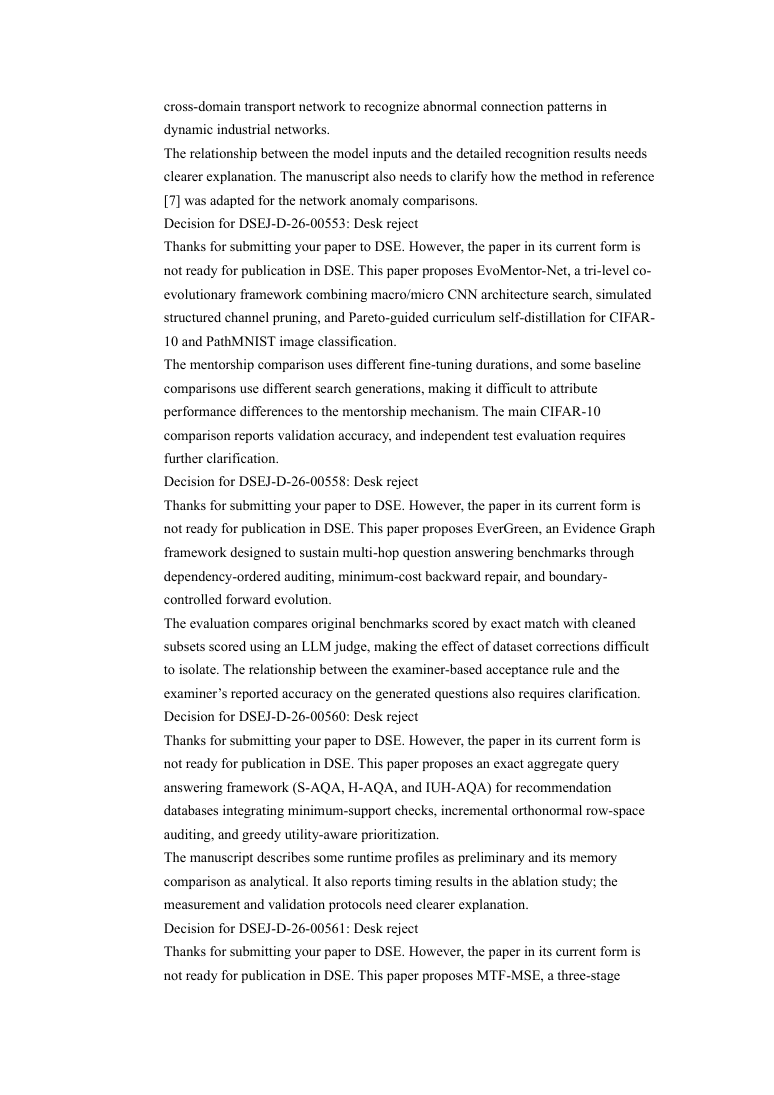 cross-domain transport network to recognize abnormal connection patterns in
dynamic industrial networks.
The relationship between the model inputs and the detailed recognition results needs
clearer explanation. The manuscript also needs to clarify how the method in reference
[7] was adapted for the network anomaly comparisons.
Decision for DSEJ-D-26-00553: Desk reject
Thanks for submitting your paper to DSE. However, the paper in its current form is
not ready for publication in DSE. This paper proposes EvoMentor-Net, a tri-level co-
evolutionary framework combining macro/micro CNN architecture search, simulated
structured channel pruning, and Pareto-guided curriculum self-distillation for CIFAR-
10 and PathMNIST image classification.
The mentorship comparison uses different fine-tuning durations, and some baseline
comparisons use different search generations, making it difficult to attribute
performance differences to the mentorship mechanism. The main CIFAR-10
comparison reports validation accuracy, and independent test evaluation requires
further clarification.
Decision for DSEJ-D-26-00558: Desk reject
Thanks for submitting your paper to DSE. However, the paper in its current form is
not ready for publication in DSE. This paper proposes EverGreen, an Evidence Graph
framework designed to sustain multi-hop question answering benchmarks through
dependency-ordered auditing, minimum-cost backward repair, and boundary-
controlled forward evolution.
The evaluation compares original benchmarks scored by exact match with cleaned
subsets scored using an LLM judge, making the effect of dataset corrections difficult
to isolate. The relationship between the examiner-based acceptance rule and the
examiner’s reported accuracy on the generated questions also requires clarification.
Decision for DSEJ-D-26-00560: Desk reject
Thanks for submitting your paper to DSE. However, the paper in its current form is
not ready for publication in DSE. This paper proposes an exact aggregate query
answering framework (S-AQA, H-AQA, and IUH-AQA) for recommendation
databases integrating minimum-support checks, incremental orthonormal row-space
auditing, and greedy utility-aware prioritization.
The manuscript describes some runtime profiles as preliminary and its memory
comparison as analytical. It also reports timing results in the ablation study; the
measurement and validation protocols need clearer explanation.
Decision for DSEJ-D-26-00561: Desk reject
Thanks for submitting your paper to DSE. However, the paper in its current form is
not ready for publication in DSE. This paper proposes MTF-MSE, a three-stage